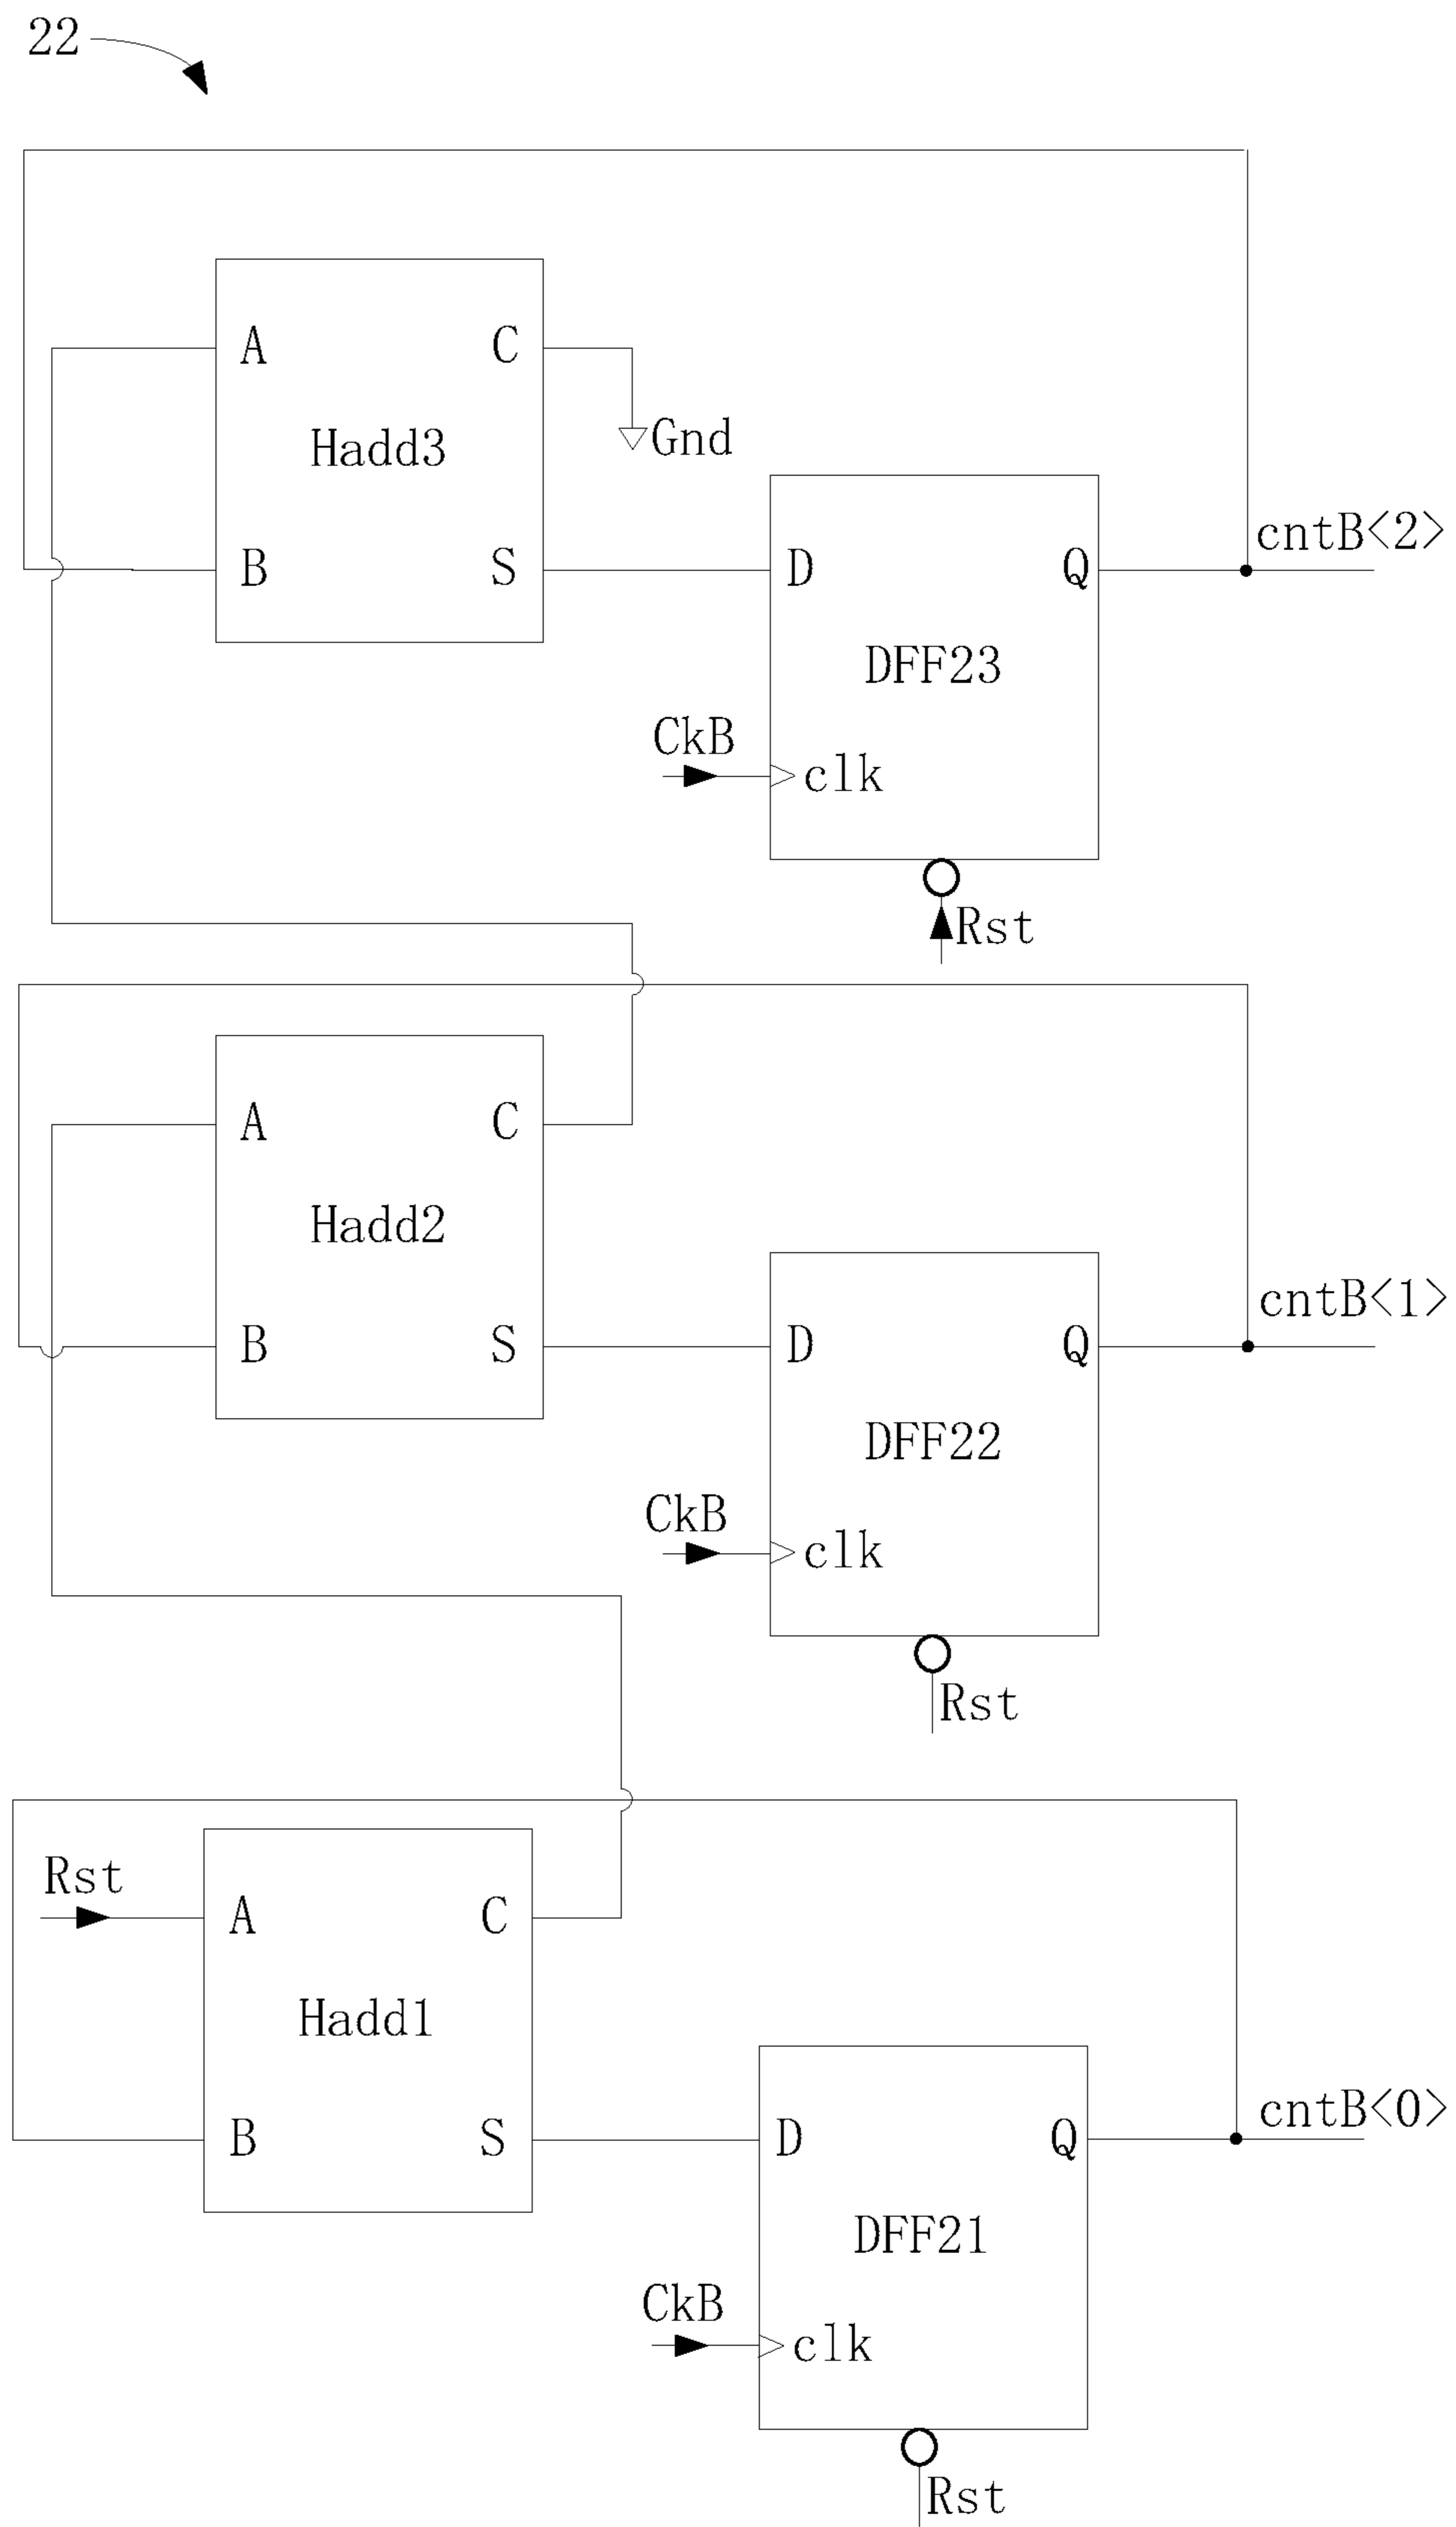 22
A C
Hadd3
Gnd
B S
D Q
cntB<2>
DFF23
CkB
clk
Rst
A C
Hadd2
B S
D Q
cntB<1>
DFF22
CkB
clk
Rst
Rst
A C
Hadd1
B S
D Q
cntB<0>
DFF21
CkB
clk
Rst